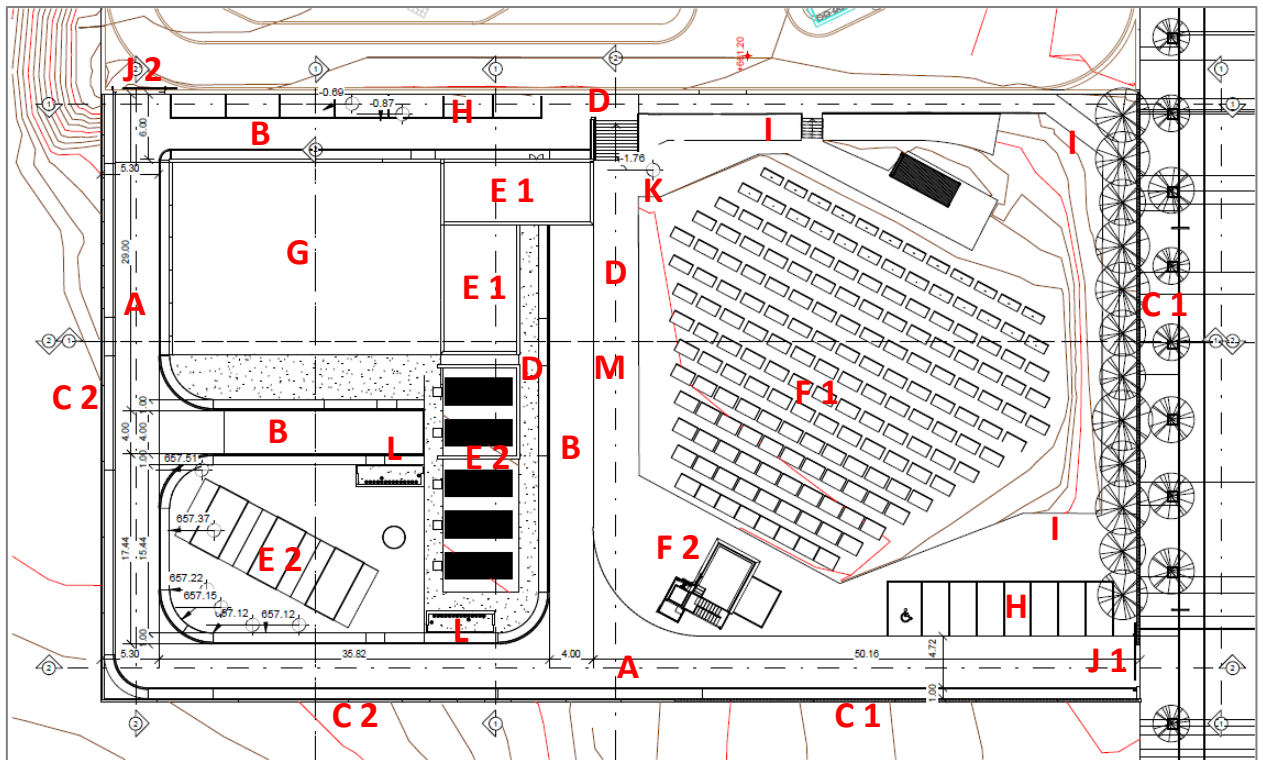 +661.20
J 2
-0.69
-0.87
H
D
I
I
6.00
B
-1.76
5.30
E 1
K
G
29.00
D
E 1
A
C 1
C 2
D
M
F 1
1.00
4.00
4.00
B
L
B
E 2
1.00
657.51
657.37
E 2
I
F 2
17.44
15.44
657.22
657.15
657.12
657.12
H
L
1.00
5.30
35.82
4.00
A
50.16
4.72
J 1
1.00
C 2
C 1